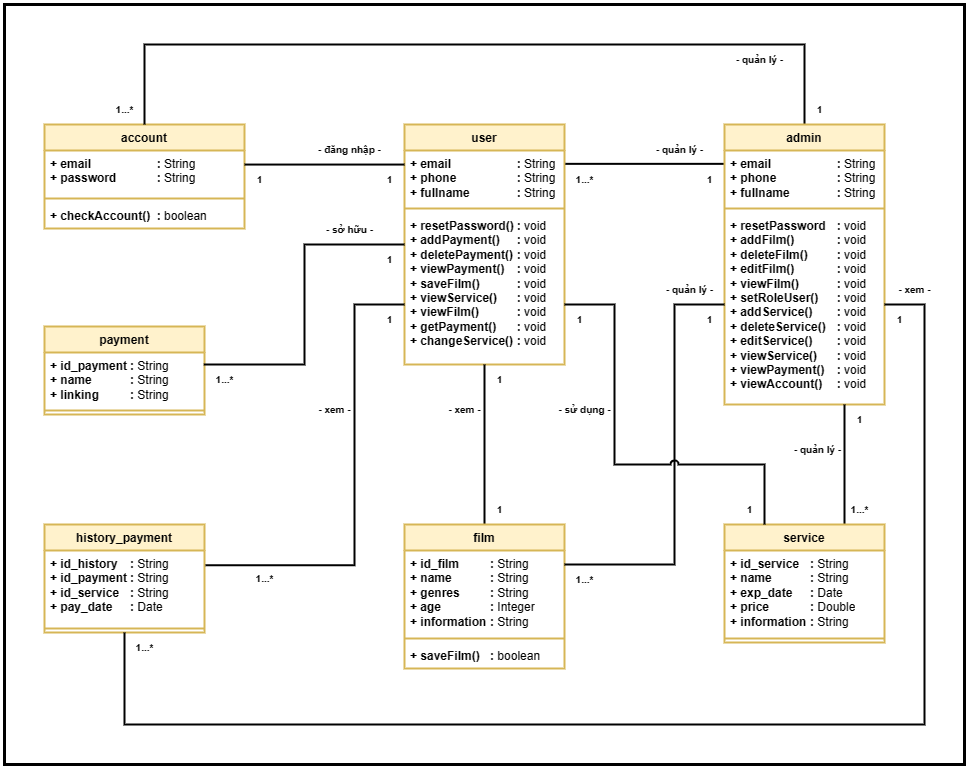 - quản lý -
1...*
1
account
+ email : String
+ password : String
+ checkAccount() : boolean
- đăng nhập -
1
1
user
+ email : String
+ phone : String
+ fullname : String
+ resetPassword() : void
+ addPayment() : void
+ deletePayment() : void
+ viewPayment() : void
+ saveFilm() : void
+ viewService() : void
+ viewFilm() : void
+ getPayment() : void
+ changeService() : void
- quản lý -
1...*
1
admin
+ email : String
+ phone : String
+ fullname : String
+ resetPassword : void
+ addFilm() : void
+ deleteFilm() : void
+ editFilm() : void
+ viewFilm() : void
+ setRoleUser() : void
+ addService() : void
+ deleteService() : void
+ editService() : void
+ viewService() : void
+ viewPayment() : void
+ viewAccount() : void
- sở hữu -
1
1...*
payment
+ id_payment : String
+ name : String
+ linking : String
1
- xem -
1...*
1
- xem -
1
1
- sử dụng -
1
- quản lý -
1
1...*
- xem -
1
1...*
1
- quản lý -
1...*
history_payment
+ id_history : String
+ id_payment : String
+ id_service : String
+ pay_date : Date
film
+ id_film : String
+ name : String
+ genres : String
+ age : Integer
+ information : String
+ saveFilm() : boolean
service
+ id_service : String
+ name : String
+ exp_date : Date
+ price : Double
+ information : String